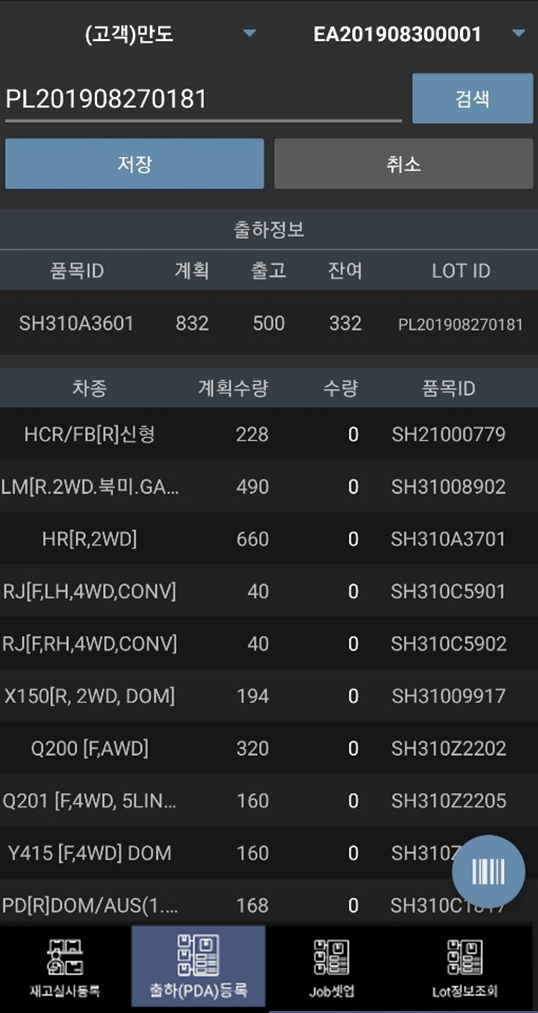 (고객)만도 EA201908300001
PL201908270181 검색
저장 취소
출하정보
품목ID 계획 출고 잔여 LOT ID
SH310A3601 832 500 332 PL201908270181
차종 계획수량 수량 품목ID
HCR/FB[R]신형 228 0 SH21000779
LM[R.2WD.북미.GA... 490 0 SH31008902
HR[R,2WD] 660 0 SH310A3701
RJ[F,LH,4WD,CONV] 40 0 SH310C5901
RJ[F,RH,4WD,CONV] 40 0 SH310C5902
X150[R, 2WD, DOM] 194 0 SH31009917
Q200 [F,AWD] 320 0 SH310Z2202
Q201 [F,4WD, 5LIN... 160 0 SH310Z2205
Y415 [F,4WD] DOM 160 0
PD[R]DOM/AUS(1.... 168 0
재고실사등록 출하(PDA)등록 Job셋업 Lot정보조회